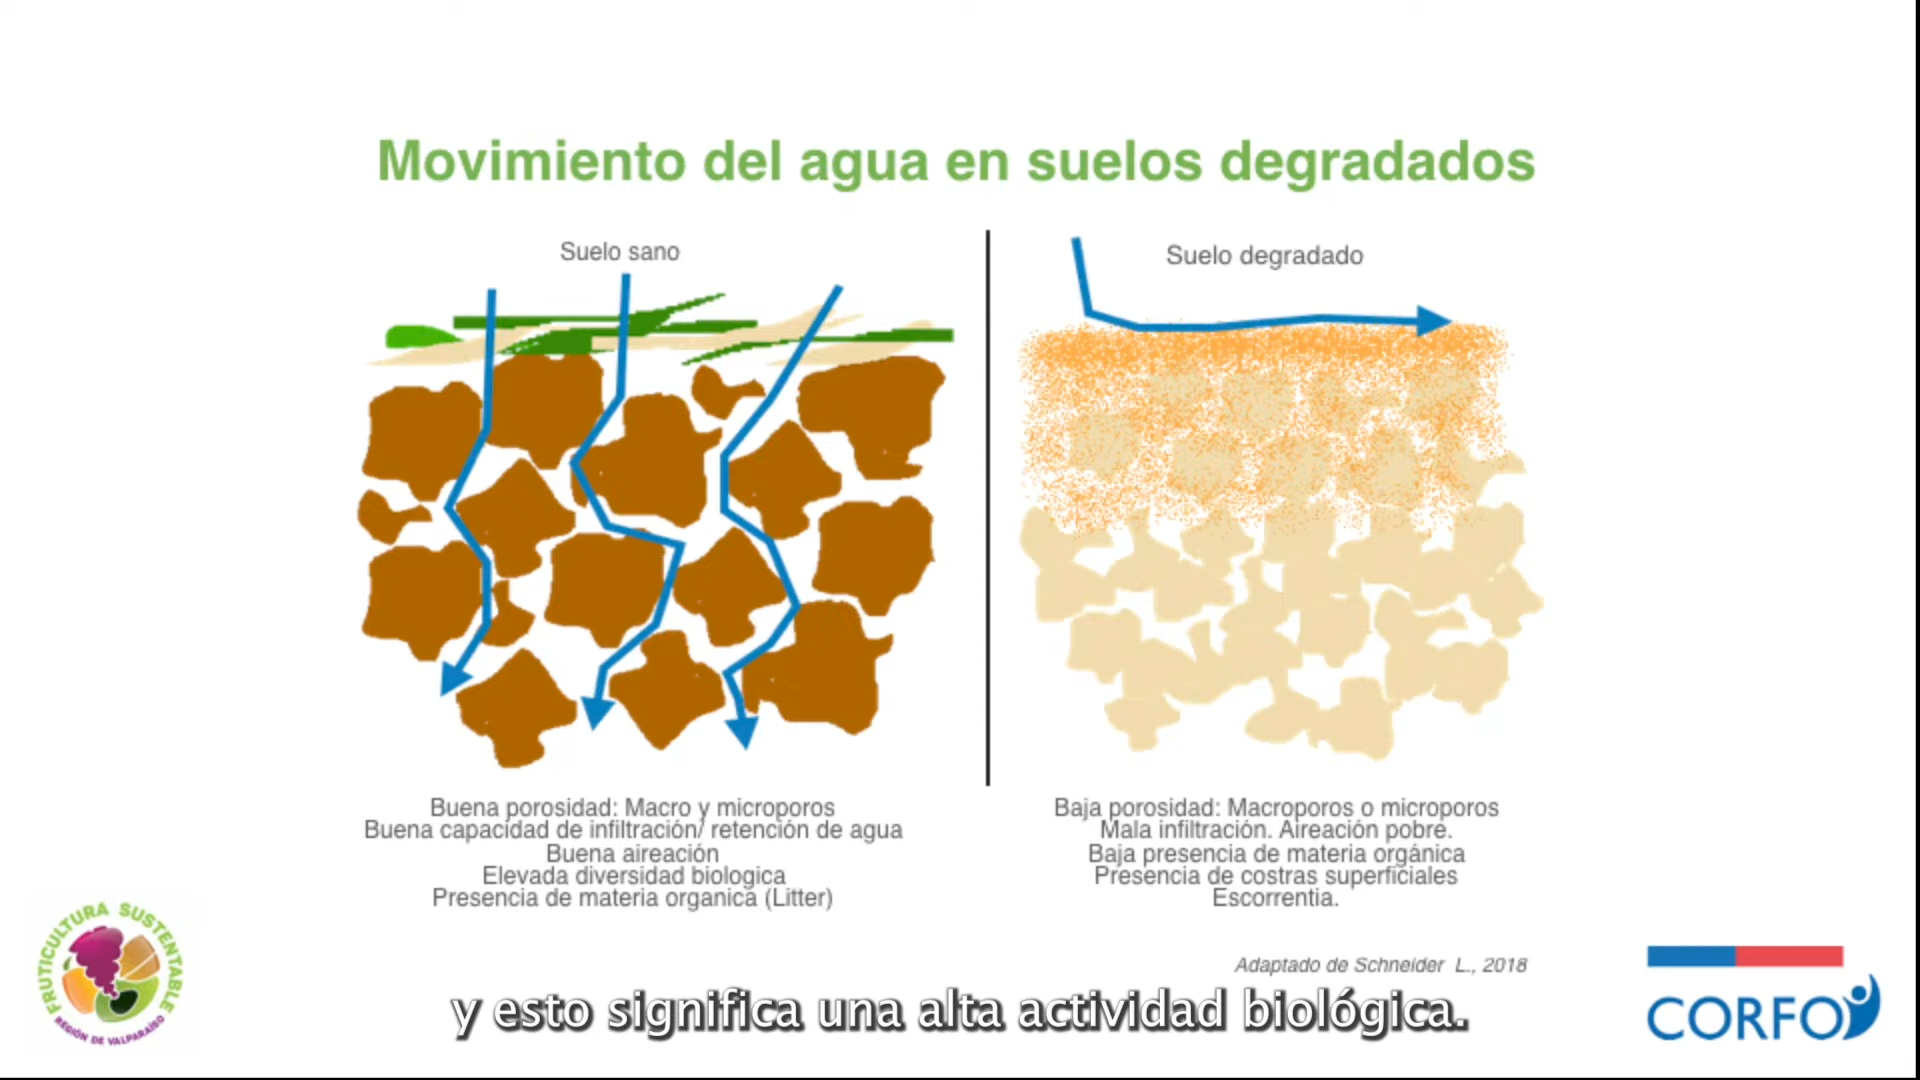 Movimiento del agua en suelos degradados
Suelo sano
Buena porosidad: Macro y microporos
Buena capacidad de infiltración/ retención de agua
Buena aireación
Elevada diversidad biologica
Presencia de materia organica (Litter)
Suelo degradado
Baja porosidad: Macroporos o microporos
Mala infiltración. Aireación pobre.
Baja presencia de materia orgánica
Presencia de costras superficiales
Escorrentia.
Adaptado de Schneider L., 2018
FRUTICULTURA SUSTENTABLE
REGIÓN DE VALPARAÍSO
y esto significa una alta actividad biológica.
CORFO